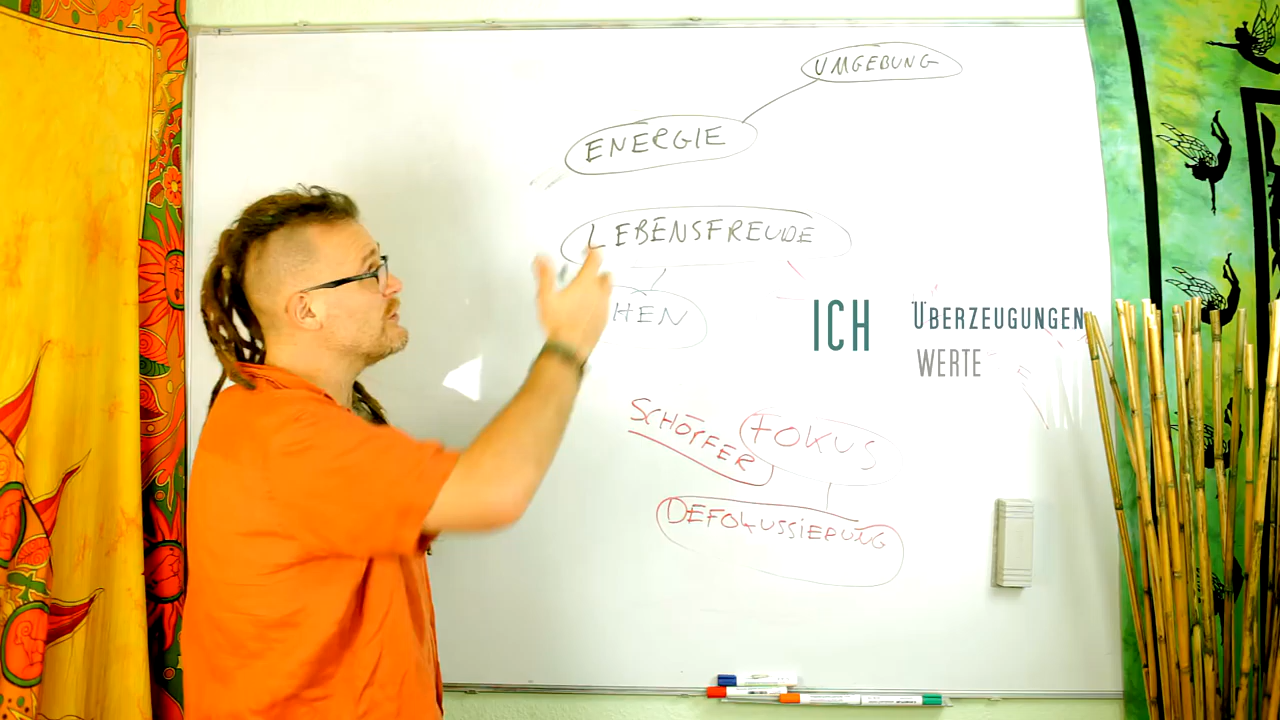 UMGEBUNG
ENERGIE
LEBENSFREUDE
HEN
ICH
ÜBERZEUGUNGEN
WERTE
SCHÖPFER
FOKUS
DEFOKUSSIERUNG